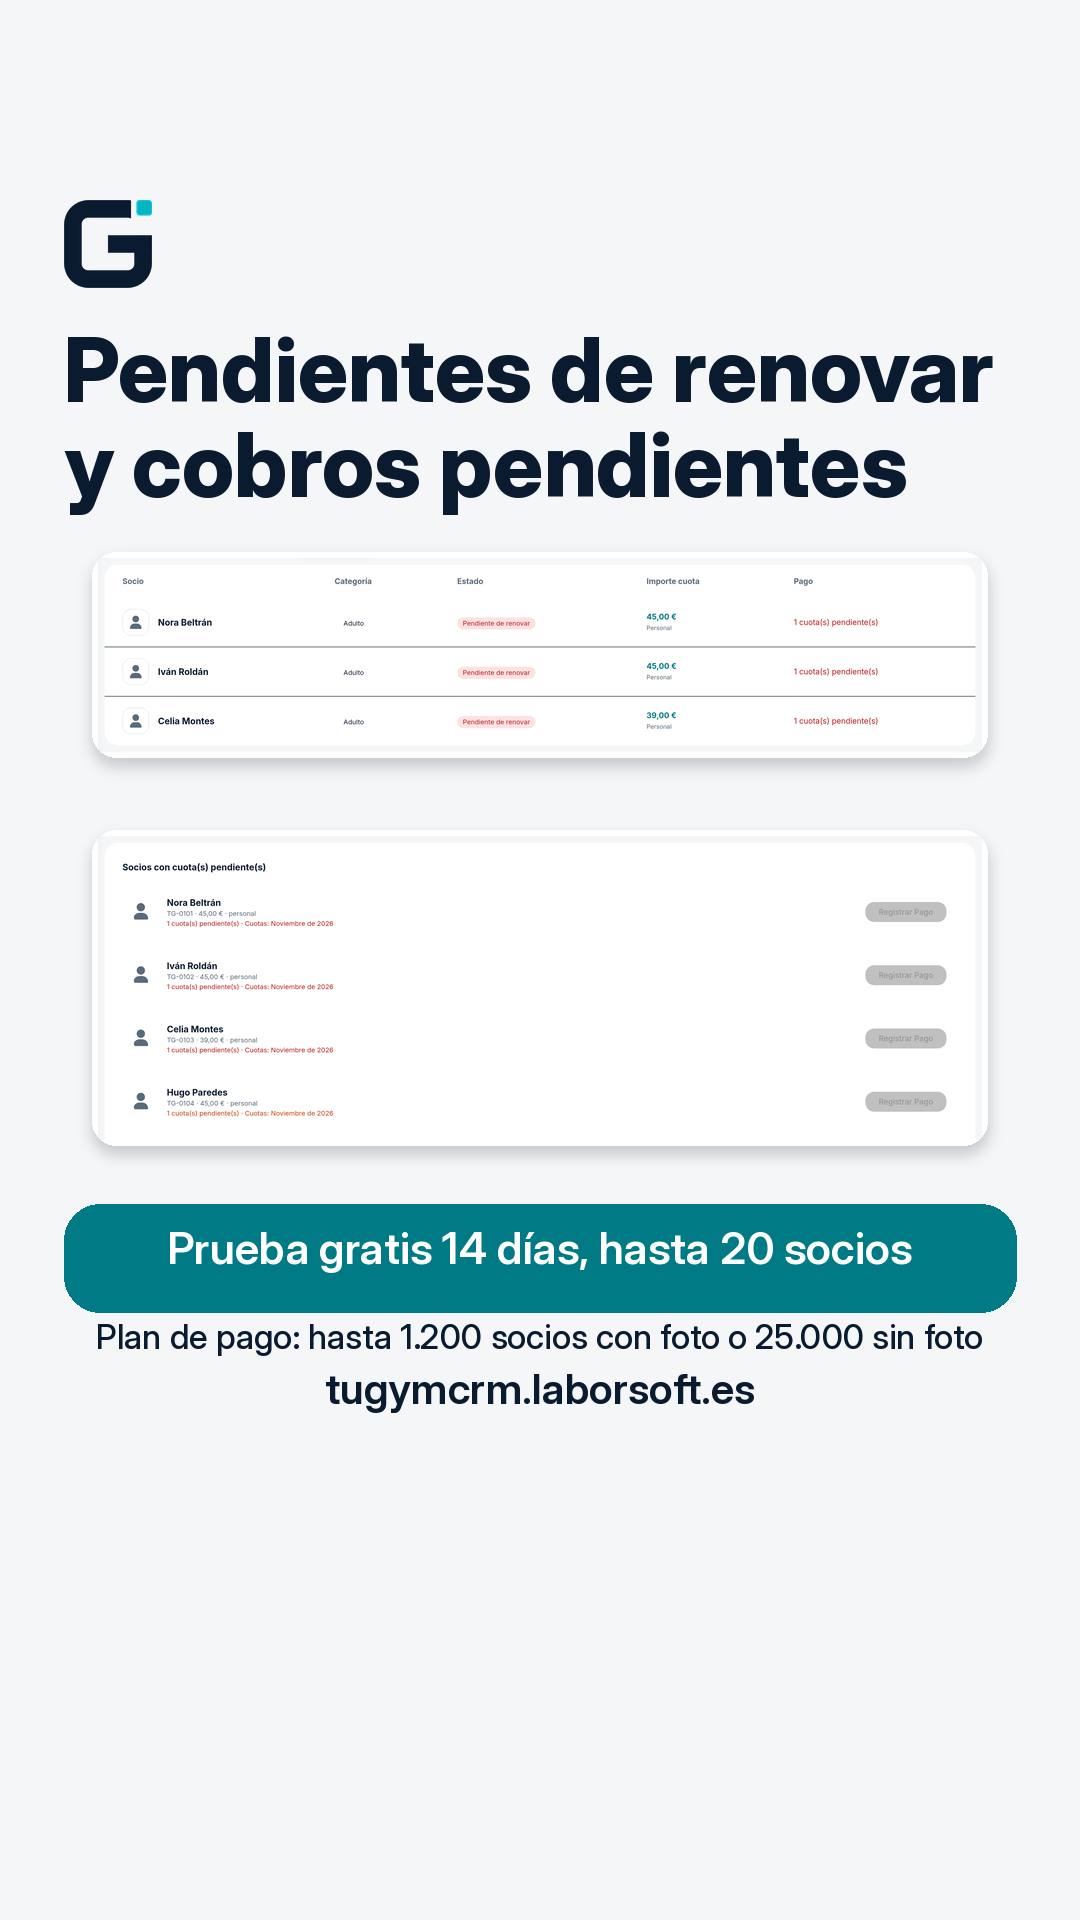 Pendientes de renovar
y cobros pendientes
Socio Categoría Estado Importe cuota Pago
Nora Beltrán Adulto Pendiente de renovar 45,00 € 1 cuota(s) pendiente(s)
Personal
Iván Roldán Adulto Pendiente de renovar 45,00 € 1 cuota(s) pendiente(s)
Personal
Celia Montes Adulto Pendiente de renovar 39,00 € 1 cuota(s) pendiente(s)
Personal
Socios con cuota(s) pendiente(s)
Nora Beltrán
TG-0101 · 45,00 € · personal
1 cuota(s) pendiente(s) · Cuotas: Noviembre de 2026
Registrar Pago
Iván Roldán
TG-0102 · 45,00 € · personal
1 cuota(s) pendiente(s) · Cuotas: Noviembre de 2026
Registrar Pago
Celia Montes
TG-0103 · 39,00 € · personal
1 cuota(s) pendiente(s) · Cuotas: Noviembre de 2026
Registrar Pago
Hugo Paredes
TG-0104 · 45,00 € · personal
1 cuota(s) pendiente(s) · Cuotas: Noviembre de 2026
Registrar Pago
Prueba gratis 14 días, hasta 20 socios
Plan de pago: hasta 1.200 socios con foto o 25.000 sin foto
tugymcrm.laborsoft.es